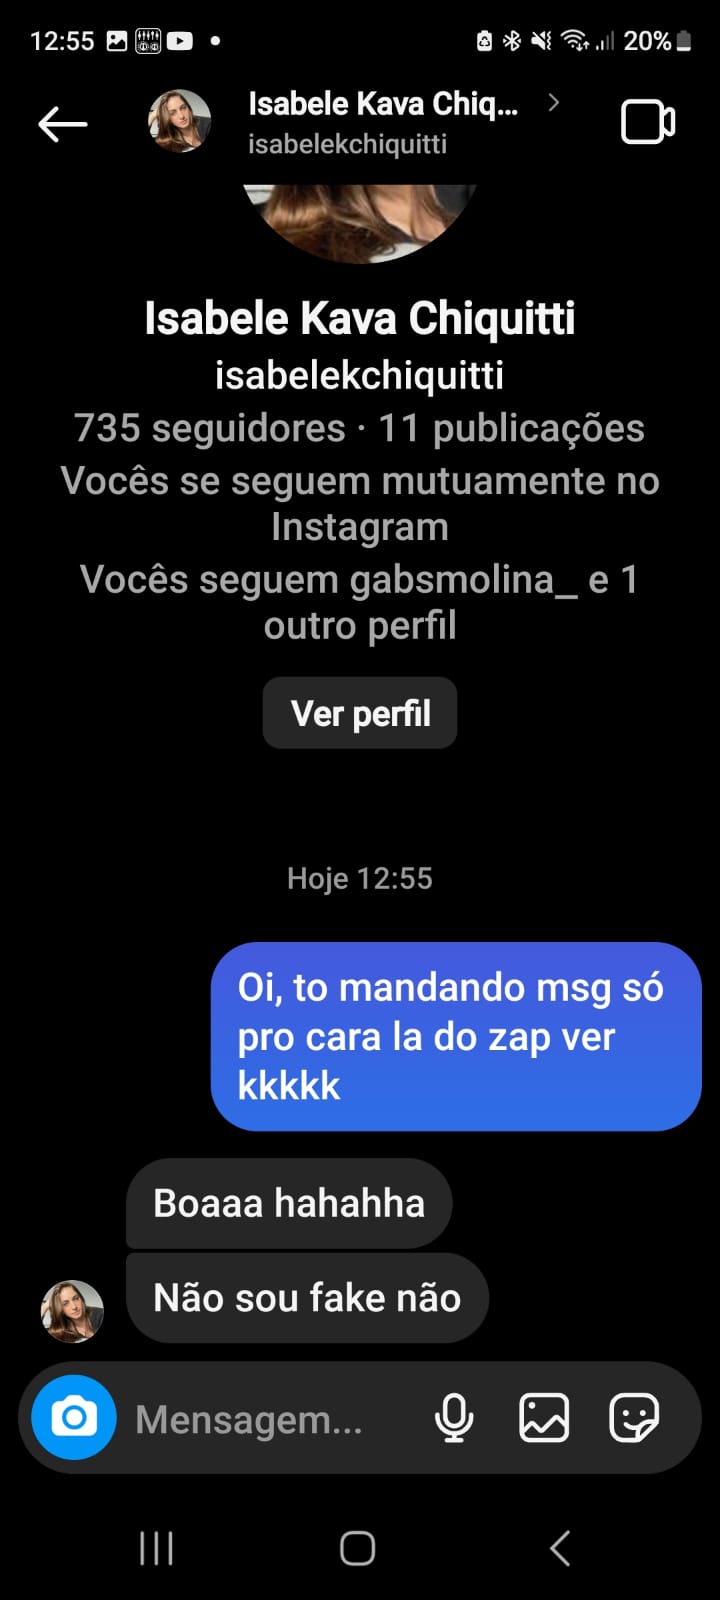 12:55
20%
Isabele Kava Chiq...
isabelekchiquitti
Isabele Kava Chiquitti
isabelekchiquitti
735 seguidores · 11 publicações
Vocês se seguem mutuamente no
Instagram
Vocês seguem gabsmolina_ e 1
outro perfil
Ver perfil
Hoje 12:55
Oi, to mandando msg só
pro cara la do zap ver
kkkkk
Boaaa hahahha
Não sou fake não
Mensagem...